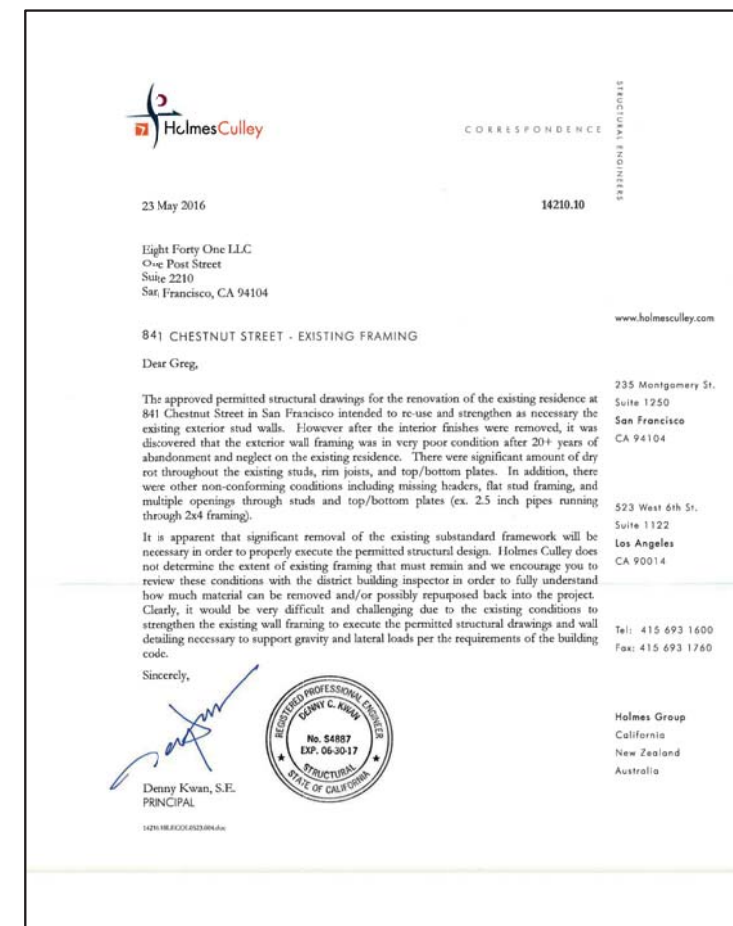 HolmesCulley
CORRESPONDENCE
STRUCTURAL ENGINEERS
23 May 2016
14210.10
Eight Forty One LLC
One Post Street
Suite 2210
San Francisco, CA 94104
841 CHESTNUT STREET - EXISTING FRAMING
Dear Greg,
The approved permitted structural drawings for the renovation of the existing residence at
841 Chestnut Street in San Francisco intended to re-use and strengthen as necessary the
existing exterior stud walls. However after the interior finishes were removed, it was
discovered that the exterior wall framing was in very poor condition after 20+ years of
abandonment and neglect on the existing residence. There were significant amount of dry
rot throughout the existing studs, rim joists, and top/bottom plates. In addition, there
were other non-conforming conditions including missing headers, flat stud framing, and
multiple openings through studs and top/bottom plates (ex. 2.5 inch pipes running
through 2x4 framing).
It is apparent that significant removal of the existing substandard framework will be
necessary in order to properly execute the permitted structural design. Holmes Culley does
not determine the extent of existing framing that must remain and we encourage you to
review these conditions with the district building inspector in order to fully understand
how much material can be removed and/or possibly repurposed back into the project.
Clearly, it would be very difficult and challenging due to the existing conditions to
strengthen the existing wall framing to execute the permitted structural drawings and wall
detailing necessary to support gravity and lateral loads per the requirements of the building
code.
Sincerely,
REGISTERED PROFESSIONAL ENGINEER
DENNY C. KWAN
No. S4887
EXP. 06-30-17
STRUCTURAL
STATE OF CALIFORNIA
Denny Kwan, S.E.
PRINCIPAL
www.holmesculley.com
235 Montgomery St.
Suite 1250
San Francisco
CA 94104
523 West 6th St.
Suite 1122
Los Angeles
CA 90014
Tel: 415 693 1600
Fax: 415 693 1760
Holmes Group
California
New Zealand
Australia